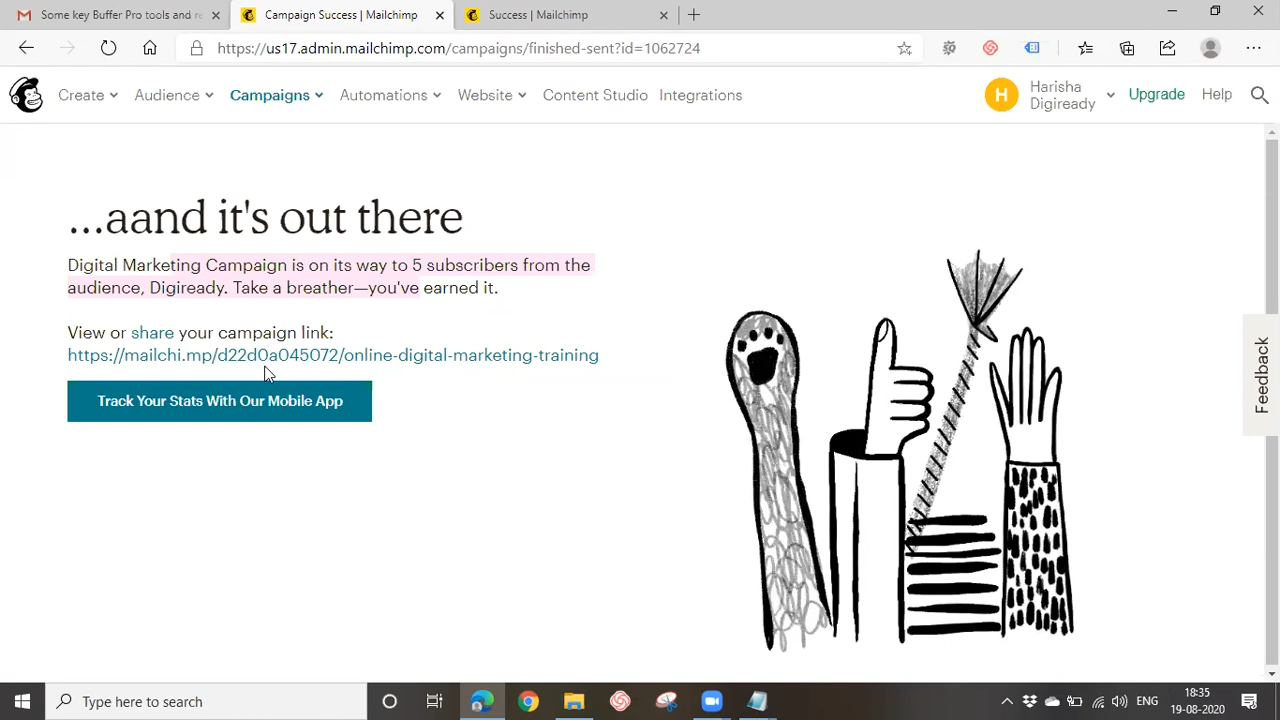 Some key Buffer Pro tools and re
Campaign Success | Mailchimp
Success | Mailchimp
https://us17.admin.mailchimp.com/campaigns/finished-sent?id=1062724
Create
Audience
Campaigns
Automations
Website
Content Studio
Integrations
H
Harisha
Digiready
Upgrade
Help
...aand it's out there
Digital Marketing Campaign is on its way to 5 subscribers from the
audience, Digiready. Take a breather—you've earned it.
View or share your campaign link:
https://mailchi.mp/d22d0a045072/online-digital-marketing-training
Track Your Stats With Our Mobile App
Feedback
Type here to search
ENG
18:35
19-08-2020